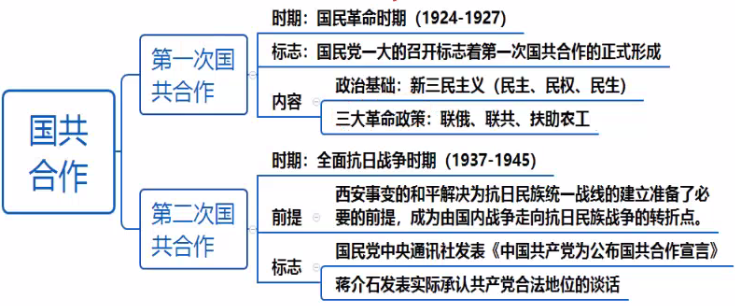 国共
合作
第一次国
共合作
时期：国民革命时期（1924-1927）
标志：国民党一大的召开标志着第一次国共合作的正式形成
内容
政治基础：新三民主义（民主、民权、民生）
三大革命政策：联俄、联共、扶助农工
第二次国
共合作
时期：全面抗日战争时期（1937-1945）
前提
西安事变的和平解决为抗日民族统一战线的建立准备了必
要的前提，成为由国内战争走向抗日民族战争的转折点。
标志
国民党中央通讯社发表《中国共产党为公布国共合作宣言》
蒋介石发表实际承认共产党合法地位的谈话